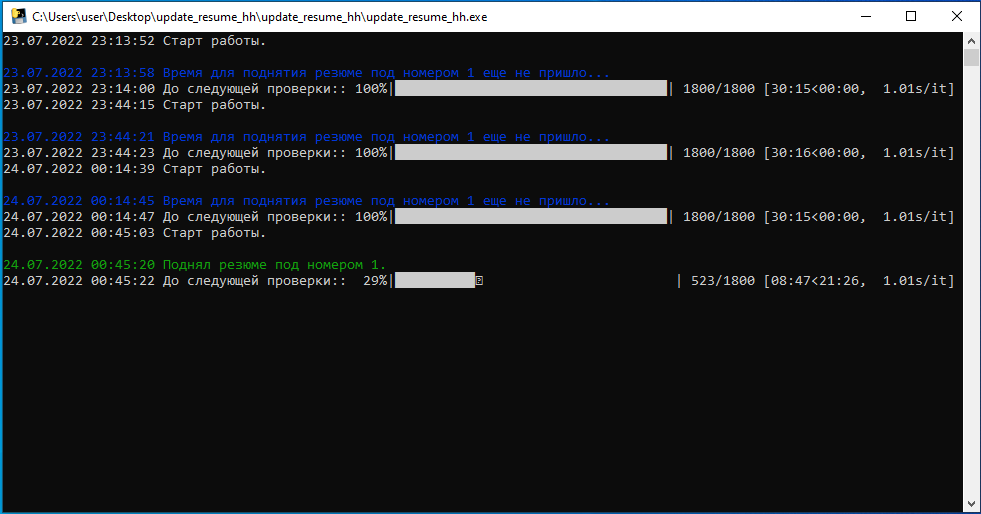 C:\Users\user\Desktop\update_resume_hh\update_resume_hh\update_resume_hh.exe
23.07.2022 23:13:52 Старт работы.
23.07.2022 23:13:58 Время для поднятия резюме под номером 1 еще не пришло...
23.07.2022 23:14:00 До следующей проверки:: 100%| | 1800/1800 [30:15<00:00,  1.01s/it]
23.07.2022 23:44:15 Старт работы.
23.07.2022 23:44:21 Время для поднятия резюме под номером 1 еще не пришло...
23.07.2022 23:44:23 До следующей проверки:: 100%| | 1800/1800 [30:16<00:00,  1.01s/it]
24.07.2022 00:14:39 Старт работы.
24.07.2022 00:14:45 Время для поднятия резюме под номером 1 еще не пришло...
24.07.2022 00:14:47 До следующей проверки:: 100%| | 1800/1800 [30:15<00:00,  1.01s/it]
24.07.2022 00:45:03 Старт работы.
24.07.2022 00:45:20 Поднял резюме под номером 1.
24.07.2022 00:45:22 До следующей проверки::  29%| | 523/1800 [08:47<21:26,  1.01s/it]